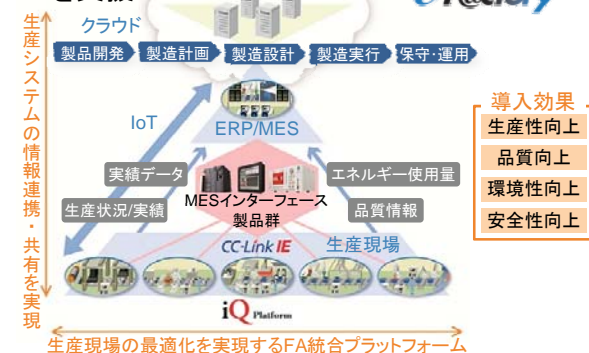 クラウド
製品開発 製造計画 製造設計 製造実行 保守・運用
生産システムの情報連携・共有を実現
IoT
ERP/MES
導入効果
生産性向上
品質向上
環境性向上
安全性向上
実績データ
エネルギー使用量
生産状況/実績
MESインターフェース
製品群
品質情報
CC-Link IE
生産現場
iQ Platform
生産現場の最適化を実現するFA統合プラットフォーム